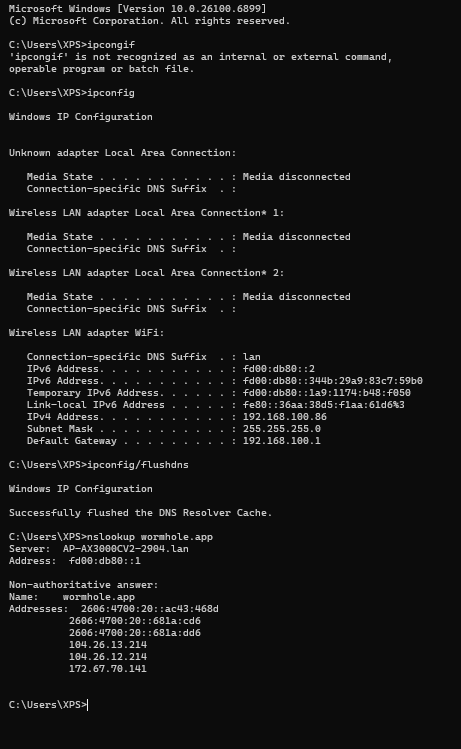 Microsoft Windows [Version 10.0.26100.6899]
(c) Microsoft Corporation. All rights reserved.
C:\Users\XPS>ipcongif
'ipcongif' is not recognized as an internal or external command,
operable program or batch file.
C:\Users\XPS>ipconfig
Windows IP Configuration
Unknown adapter Local Area Connection:
   Media State . . . . . . . . . . . : Media disconnected
   Connection-specific DNS Suffix  . :
Wireless LAN adapter Local Area Connection* 1:
   Media State . . . . . . . . . . . : Media disconnected
   Connection-specific DNS Suffix  . :
Wireless LAN adapter Local Area Connection* 2:
   Media State . . . . . . . . . . . : Media disconnected
   Connection-specific DNS Suffix  . :
Wireless LAN adapter WiFi:
   Connection-specific DNS Suffix  . : lan
   IPv6 Address. . . . . . . . . . . : fd00:db80::2
   IPv6 Address. . . . . . . . . . . : fd00:db80::344b:29a9:83c7:59b0
   Temporary IPv6 Address. . . . . . : fd00:db80::1a9:1174:b48:f050
   Link-local IPv6 Address . . . . . : fe80::36aa:38d5:f1aa:61d6%3
   IPv4 Address. . . . . . . . . . . : 192.168.100.86
   Subnet Mask . . . . . . . . . . . : 255.255.255.0
   Default Gateway . . . . . . . . . : 192.168.100.1
C:\Users\XPS>ipconfig/flushdns
Windows IP Configuration
Successfully flushed the DNS Resolver Cache.
C:\Users\XPS>nslookup wormhole.app
Server:  AP-AX3000CV2-2904.lan
Address:  fd00:db80::1
Non-authoritative answer:
Name:    wormhole.app
Addresses:  2606:4700:20::ac43:468d
          2606:4700:20::681a:cd6
          2606:4700:20::681a:dd6
          104.26.13.214
          104.26.12.214
          172.67.70.141
C:\Users\XPS>